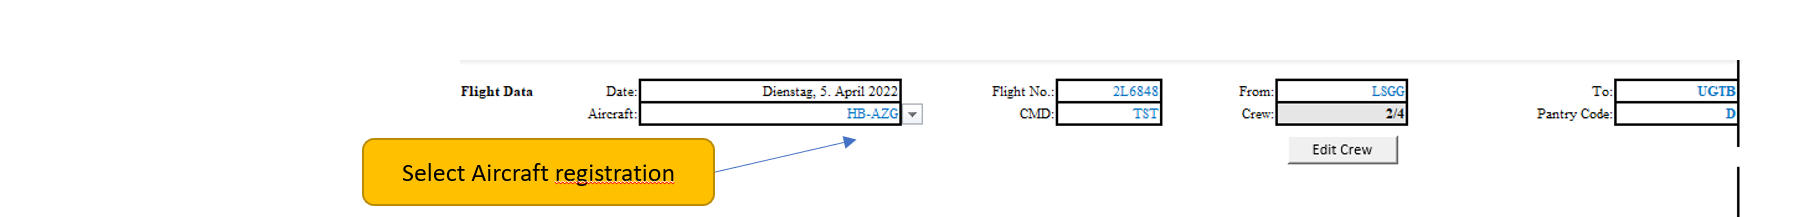 Flight Data Date: Dienstag, 5. April 2022 Flight No.: 2L6848 From: LSGG To: UGTB
Aircraft: HB-AZG CMD: TST Crew: 2/4 Pantry Code: D
Edit Crew
Select Aircraft registration